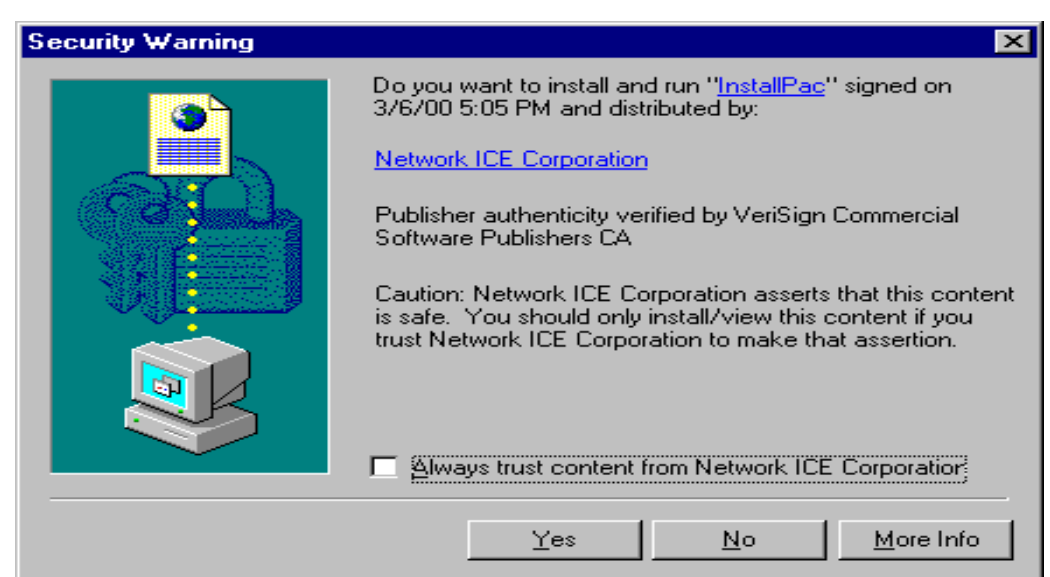 Security Warning
Do you want to install and run "InstallPac" signed on
3/6/00 5:05 PM and distributed by:
Network ICE Corporation
Publisher authenticity verified by VeriSign Commercial
Software Publishers CA
Caution: Network ICE Corporation asserts that this content
is safe. You should only install/view this content if you
trust Network ICE Corporation to make that assertion.
Always trust content from Network ICE Corporation
Yes No More Info